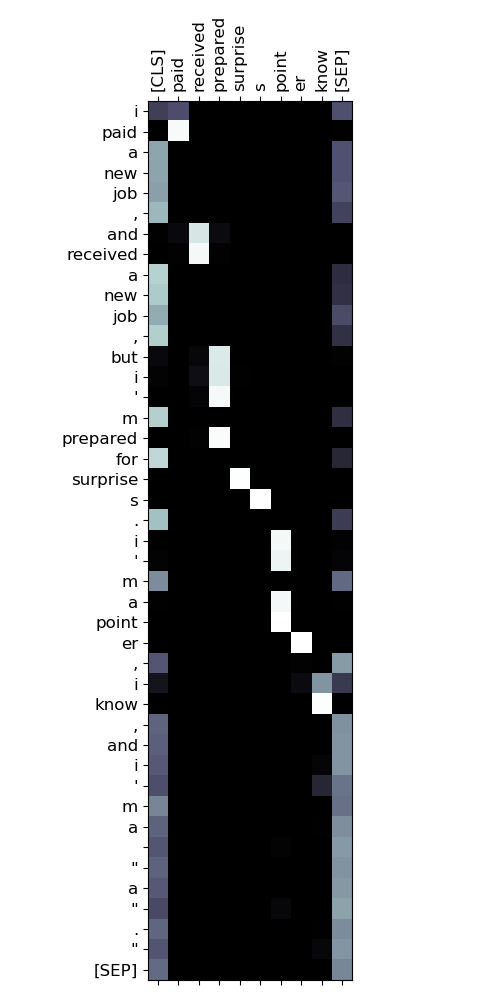 [CLS] paid received prepared surprise s point er know [SEP]
i
paid
a
new
job
,
and
received
a
new
job
,
but
i
'
m
prepared
for
surprise
s
.
i
'
m
a
point
er
,
i
know
,
and
i
'
m
a
"
a
"
.
"
[SEP]